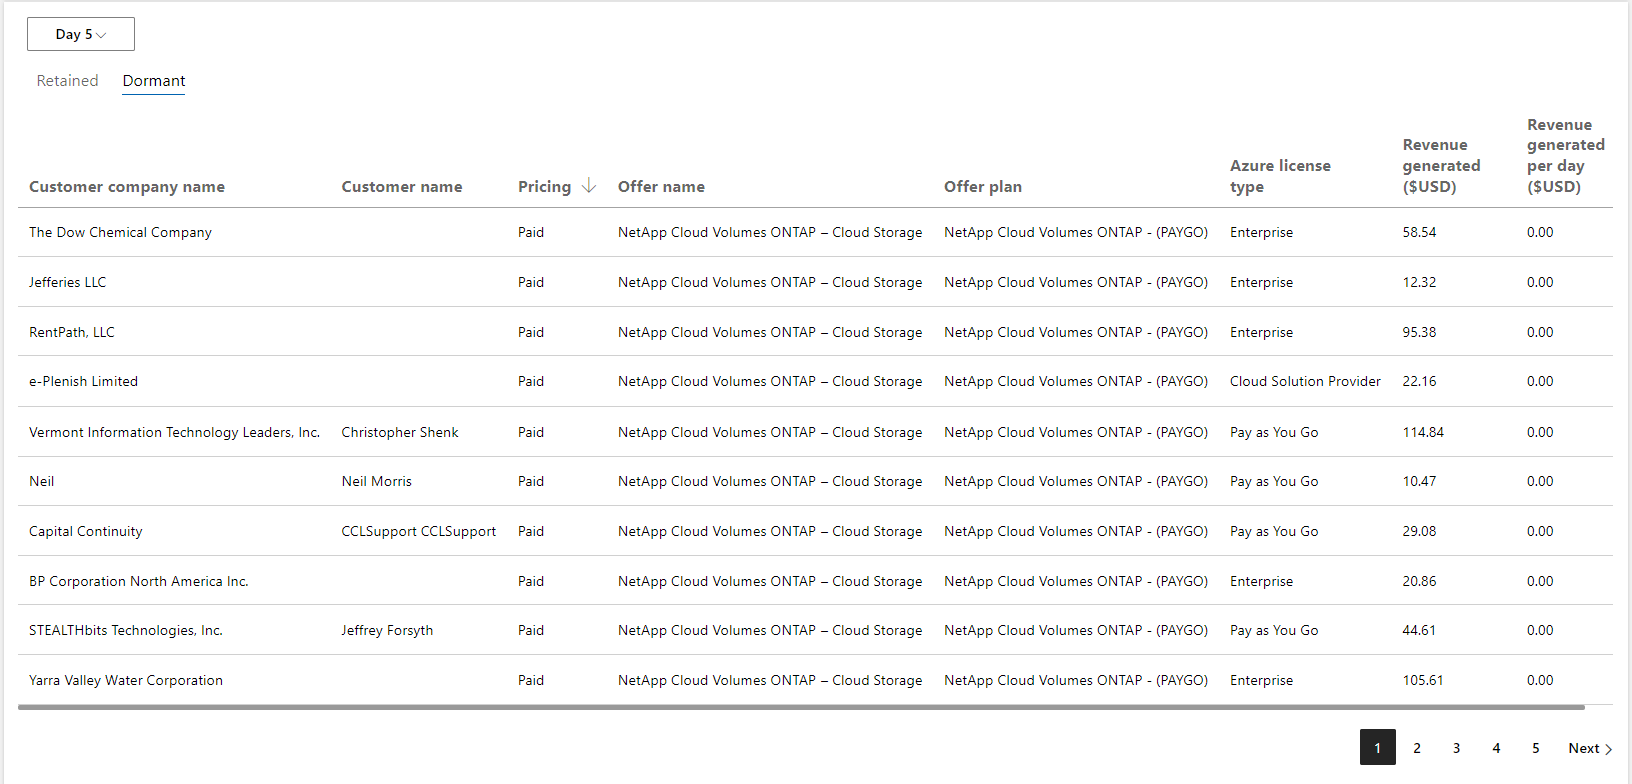 Day 5
Retained Dormant
Customer company name Customer name Pricing Offer name Offer plan Azure license type Revenue generated ($USD) Revenue generated per day ($USD)
The Dow Chemical Company Paid NetApp Cloud Volumes ONTAP – Cloud Storage NetApp Cloud Volumes ONTAP - (PAYGO) Enterprise 58.54 0.00
Jefferies LLC Paid NetApp Cloud Volumes ONTAP – Cloud Storage NetApp Cloud Volumes ONTAP - (PAYGO) Enterprise 12.32 0.00
RentPath, LLC Paid NetApp Cloud Volumes ONTAP – Cloud Storage NetApp Cloud Volumes ONTAP - (PAYGO) Enterprise 95.38 0.00
e-Plenish Limited Paid NetApp Cloud Volumes ONTAP – Cloud Storage NetApp Cloud Volumes ONTAP - (PAYGO) Cloud Solution Provider 22.16 0.00
Vermont Information Technology Leaders, Inc. Christopher Shenk Paid NetApp Cloud Volumes ONTAP – Cloud Storage NetApp Cloud Volumes ONTAP - (PAYGO) Pay as You Go 114.84 0.00
Neil Neil Morris Paid NetApp Cloud Volumes ONTAP – Cloud Storage NetApp Cloud Volumes ONTAP - (PAYGO) Pay as You Go 10.47 0.00
Capital Continuity CCLSupport CCLSupport Paid NetApp Cloud Volumes ONTAP – Cloud Storage NetApp Cloud Volumes ONTAP - (PAYGO) Pay as You Go 29.08 0.00
BP Corporation North America Inc. Paid NetApp Cloud Volumes ONTAP – Cloud Storage NetApp Cloud Volumes ONTAP - (PAYGO) Enterprise 20.86 0.00
STEALTHbits Technologies, Inc. Jeffrey Forsyth Paid NetApp Cloud Volumes ONTAP – Cloud Storage NetApp Cloud Volumes ONTAP - (PAYGO) Pay as You Go 44.61 0.00
Yarra Valley Water Corporation Paid NetApp Cloud Volumes ONTAP – Cloud Storage NetApp Cloud Volumes ONTAP - (PAYGO) Enterprise 105.61 0.00
1 2 3 4 5 Next